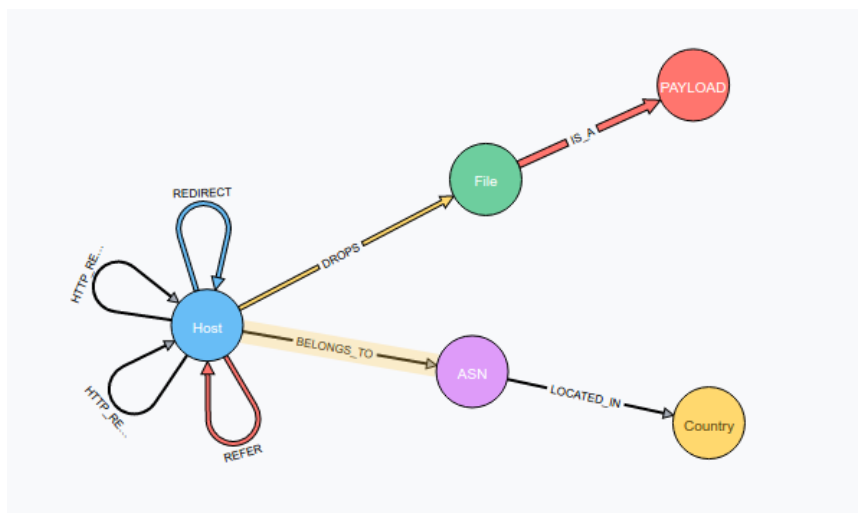 PAYLOAD
IS_A
File
REDIRECT
DROPS
HTTP_RE...
Host
BELONGS_TO
ASN
LOCATED_IN
HTTP_RE...
Country
REFER